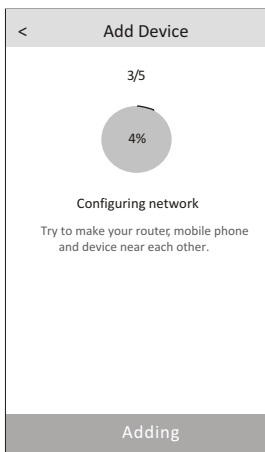 < Add Device
3/5
4%
Configuring network
Try to make your router, mobile phone
and device near each other.
Adding